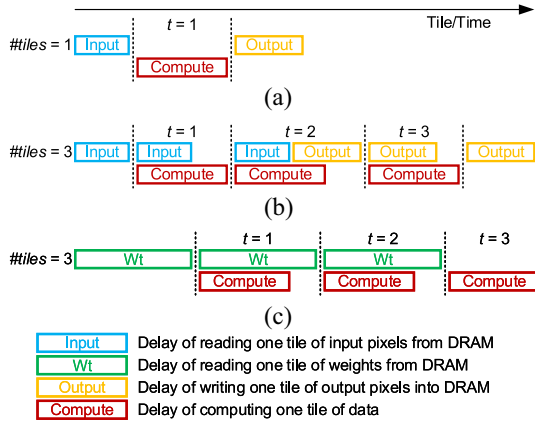 Tile/Time
t = 1
#tiles = 1 Input Output
Compute
(a)
t = 1 t = 2 t = 3
#tiles = 3 Input Input Input Output Output Output
Compute Compute Compute
(b)
t = 1 t = 2 t = 3
#tiles = 3 Wt Wt Wt
Compute Compute Compute
(c)
Input Delay of reading one tile of input pixels from DRAM
Wt Delay of reading one tile of weights from DRAM
Output Delay of writing one tile of output pixels into DRAM
Compute Delay of computing one tile of data